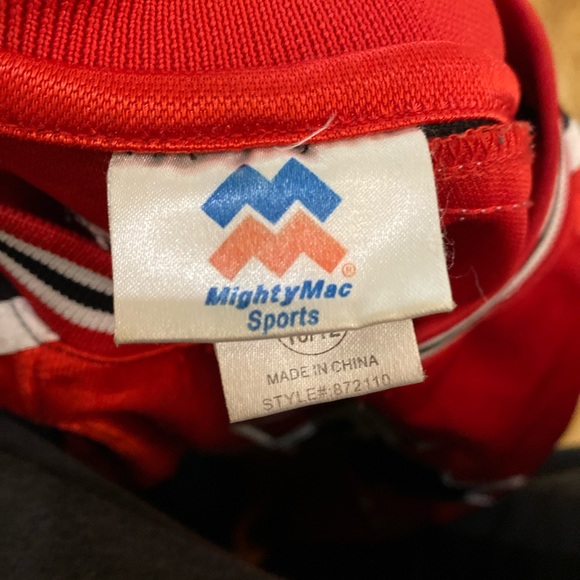 ®
MightyMac
Sports
MADE IN CHINA
STYLE#:872110